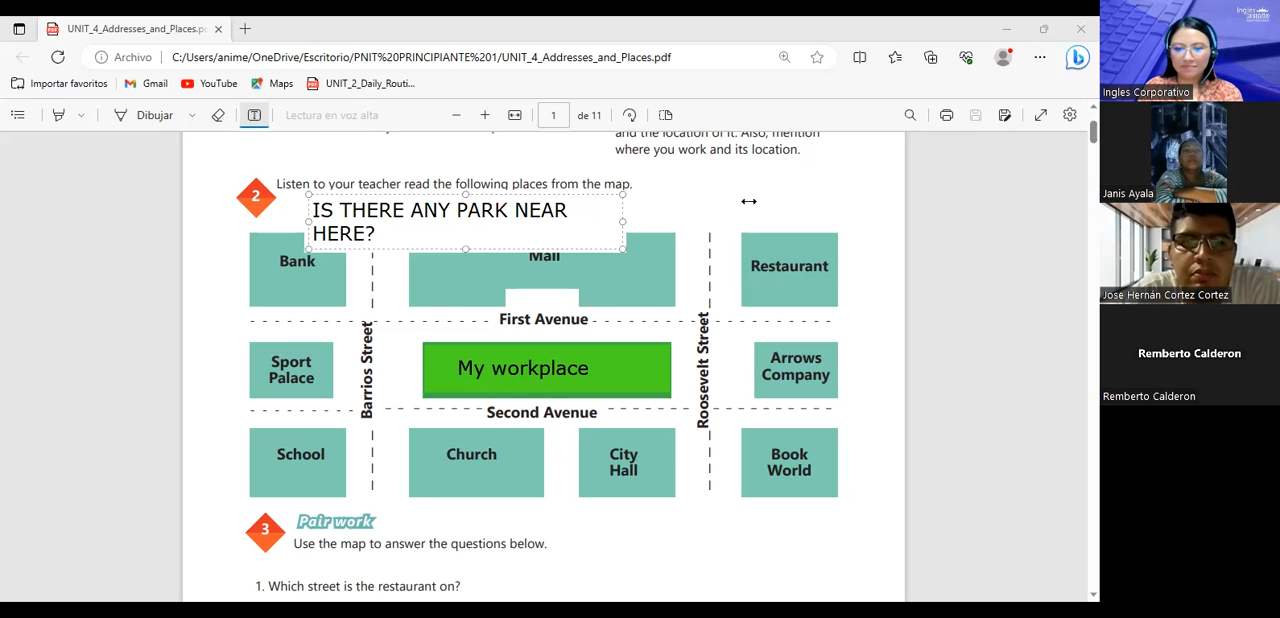 UNIT_4_Addresses_and_Places.pdf
Archivo
C:/Users/anime/OneDrive/Escritorio/PNIT%20PRINCIPIANTE%201/UNIT_4_Addresses_and_Places.pdf
Importar favoritos
Gmail
YouTube
Maps
UNIT_2_Daily_Routi...
Dibujar
Lectura en voz alta
1
de 11
and the location of it. Also, mention
where you work and its location.
2
Listen to your teacher read the following places from the map.
IS THERE ANY PARK NEAR
HERE?
Bank
Mall
Restaurant
First Avenue
Sport
Palace
Barrios Street
My workplace
Roosevelt Street
Arrows
Company
Second Avenue
School
Church
City
Hall
Book
World
3
Pair work
Use the map to answer the questions below.
1. Which street is the restaurant on?
Ingles Corporativo
Janis Ayala
Jose Hernán Cortez Cortez
Remberto Calderon
Remberto Calderon